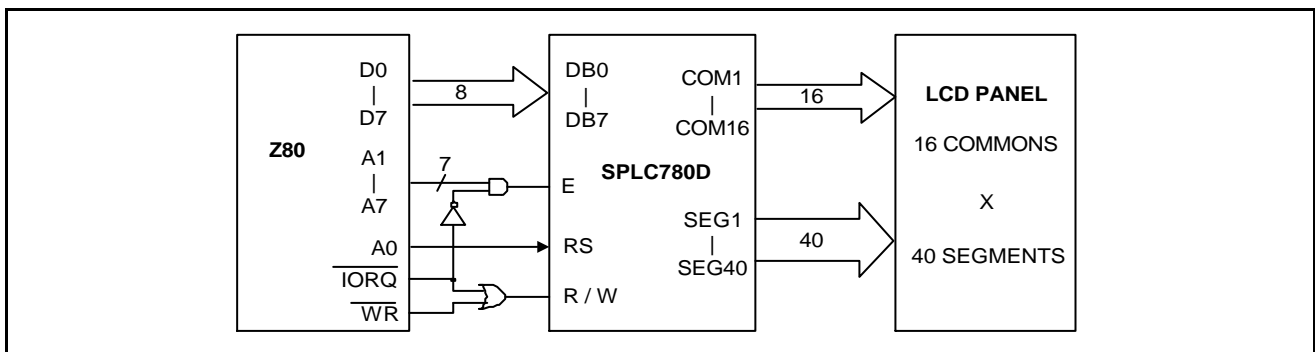 Z80
D0
|
D7
A1
|
A7
A0
IORQ
WR
8
7
DB0
|
DB7
E
RS
R / W
SPLC780D
COM1
|
COM16
SEG1
|
SEG40
16
40
LCD PANEL
16 COMMONS
X
40 SEGMENTS